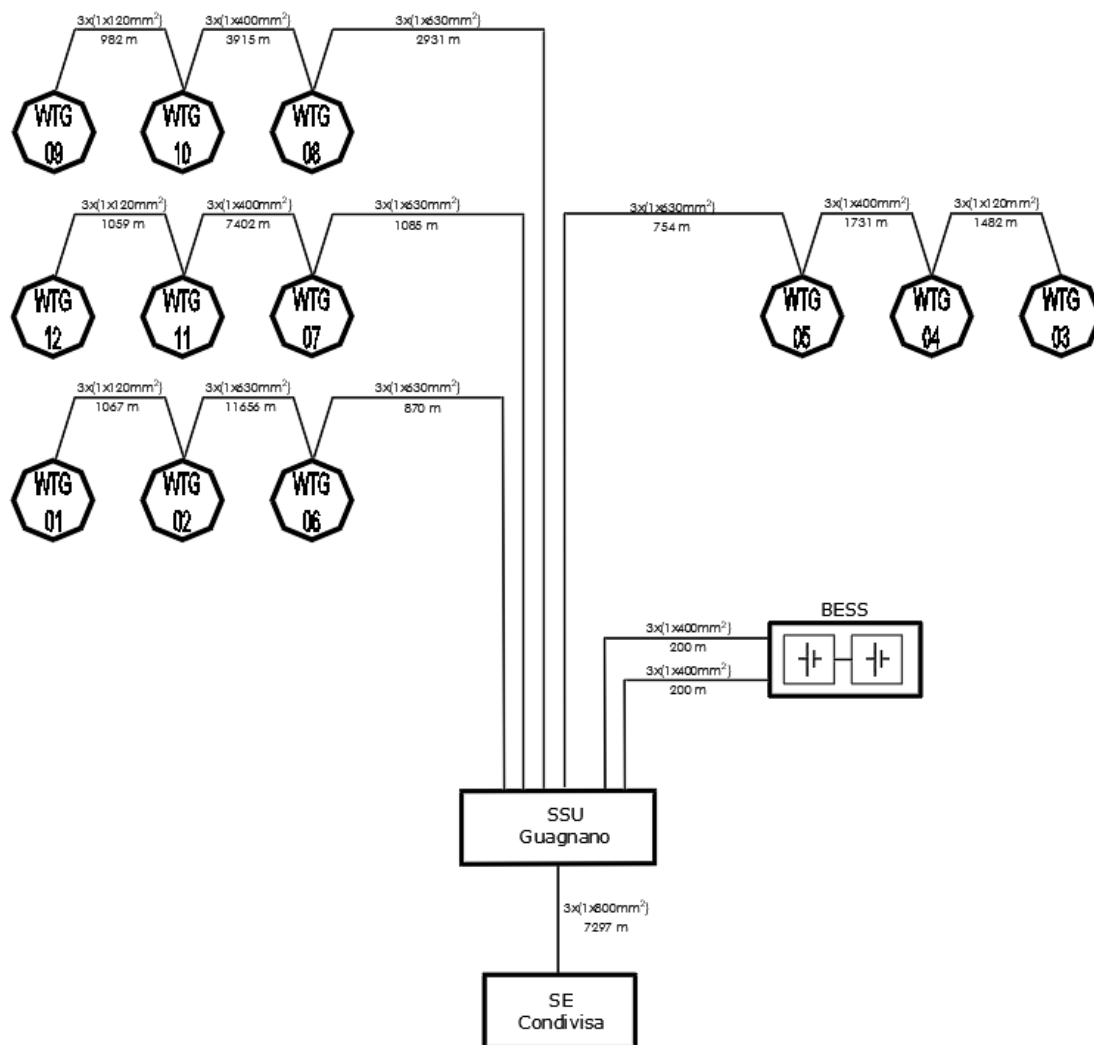 3x(1x120mm²) 3x(1x400mm²) 3x(1x630mm²)
982 m 3915 m 2931 m
WTG WTG WTG
09 10 08
3x(1x120mm²) 3x(1x400mm²) 3x(1x630mm²) 3x(1x630mm²) 3x(1x400mm²) 3x(1x120mm²)
1059 m 7402 m 1085 m 754 m 1731 m 1482 m
WTG WTG WTG WTG WTG WTG
12 11 07 05 04 03
3x(1x120mm²) 3x(1x630mm²) 3x(1x630mm²)
1067 m 11656 m 870 m
WTG WTG WTG
01 02 06
BESS
3x(1x400mm²)
200 m
3x(1x400mm²)
200 m
SSU
Guagnano
3x(1x800mm²)
7297 m
SE
Condivisa